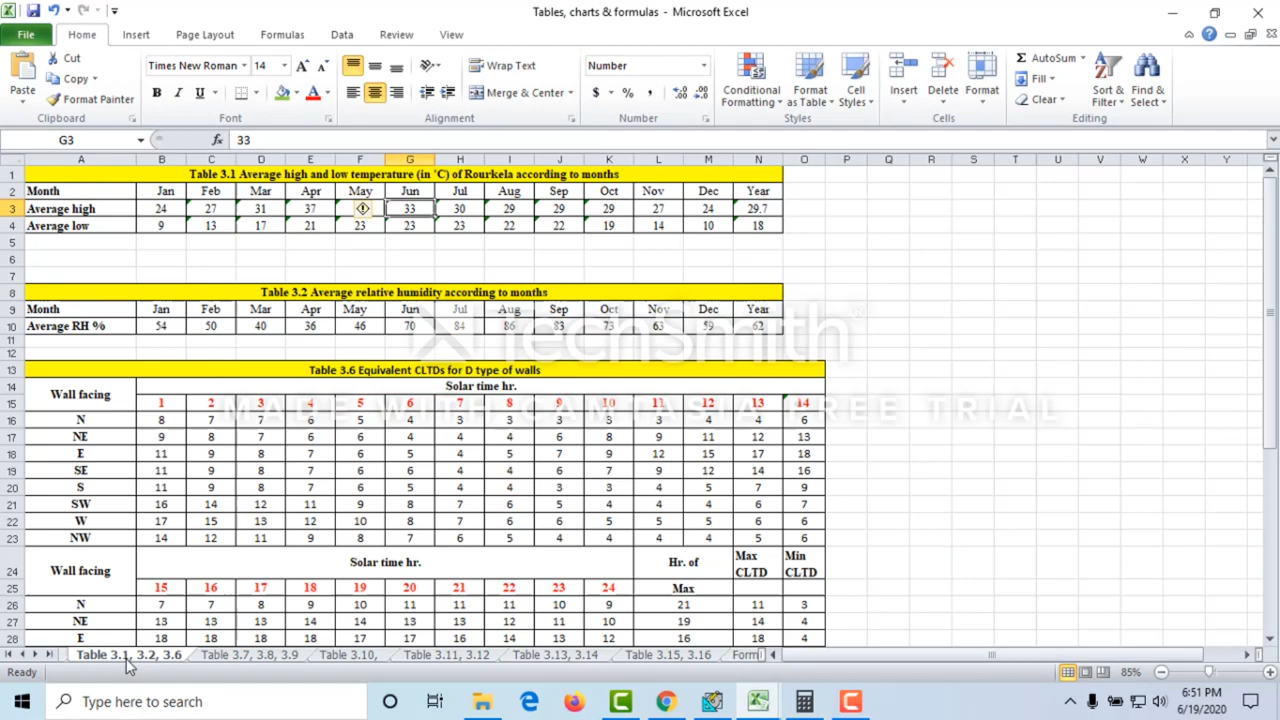 Tables, charts & formulas - Microsoft Excel
File Home Insert Page Layout Formulas Data Review View
Cut
Copy
Format Painter
Paste
Clipboard
Times New Roman 14
B I U
Font
Wrap Text
Merge & Center
Alignment
Number
$ % ,
Number
Conditional Formatting
Format as Table
Cell Styles
Styles
Insert Delete Format
Cells
AutoSum
Fill
Clear
Sort & Filter
Find & Select
Editing
G3 fx 33
A B C D E F G H I J K L M N O P Q R S T U V W X Y
1 Table 3.1 Average high and low temperature (in °C) of Rourkela according to months
2 Month Jan Feb Mar Apr May Jun Jul Aug Sep Oct Nov Dec Year
3 Average high 24 27 31 37 33 30 29 29 29 27 24 29.7
4 Average low 9 13 17 21 23 23 23 22 22 19 14 10 18
5
6
7
8 Table 3.2 Average relative humidity according to months
9 Month Jan Feb Mar Apr May Jun Jul Aug Sep Oct Nov Dec Year
10 Average RH % 54 50 40 36 46 70 84 86 83 73 63 59 62
11
12
13 Table 3.6 Equivalent CLTDs for D type of walls
14 Wall facing Solar time hr.
15 1 2 3 4 5 6 7 8 9 10 11 12 13 14
16 N 8 7 7 6 5 4 3 3 3 3 3 4 4 6
17 NE 9 8 7 6 6 4 4 4 6 8 9 11 12 13
18 E 11 9 8 7 6 5 4 5 7 9 12 15 17 18
19 SE 11 9 8 7 6 6 4 4 6 7 9 12 14 16
20 S 11 9 8 7 6 5 4 4 3 3 4 5 7 9
21 SW 16 14 12 11 9 8 7 6 5 4 4 4 6 7
22 W 17 15 13 12 10 8 7 6 6 5 5 5 6 6
23 NW 14 12 11 9 8 7 6 5 4 4 4 4 5 6
24 Wall facing Solar time hr. Hr. of Max CLTD Min CLTD
25 15 16 17 18 19 20 21 22 23 24 Max
26 N 7 7 8 9 10 11 11 11 10 9 21 11 3
27 NE 13 13 13 14 14 13 13 12 11 10 19 14 4
28 E 18 18 18 18 17 17 16 14 13 12 16 18 4
TechSmith
MADE WITH CAMTASIA FREE TRIAL
Table 3.1, 3.2, 3.6 Table 3.7, 3.8, 3.9 Table 3.10, Table 3.11, 3.12 Table 3.13, 3.14 Table 3.15, 3.16 Form
Ready 85%
Type here to search
6:51 PM
6/19/2020